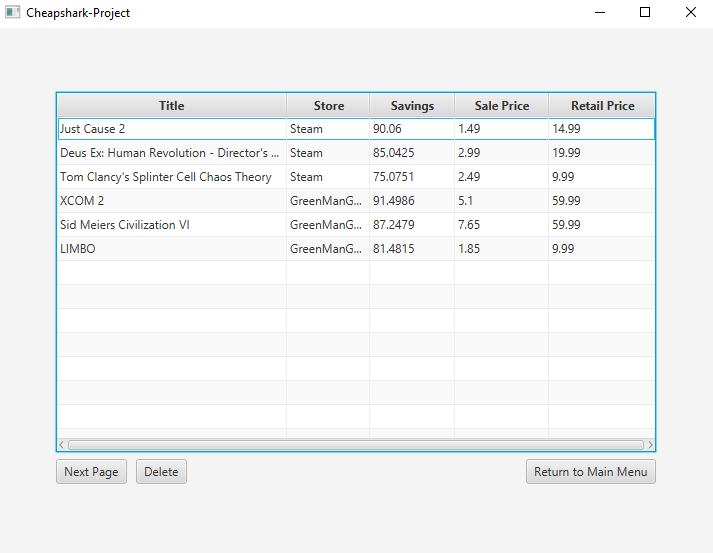 Cheapshark-Project
Title Store Savings Sale Price Retail Price
Just Cause 2 Steam 90.06 1.49 14.99
Deus Ex: Human Revolution - Director's ... Steam 85.0425 2.99 19.99
Tom Clancy's Splinter Cell Chaos Theory Steam 75.0751 2.49 9.99
XCOM 2 GreenManG... 91.4986 5.1 59.99
Sid Meiers Civilization VI GreenManG... 87.2479 7.65 59.99
LIMBO GreenManG... 81.4815 1.85 9.99
Next Page Delete Return to Main Menu